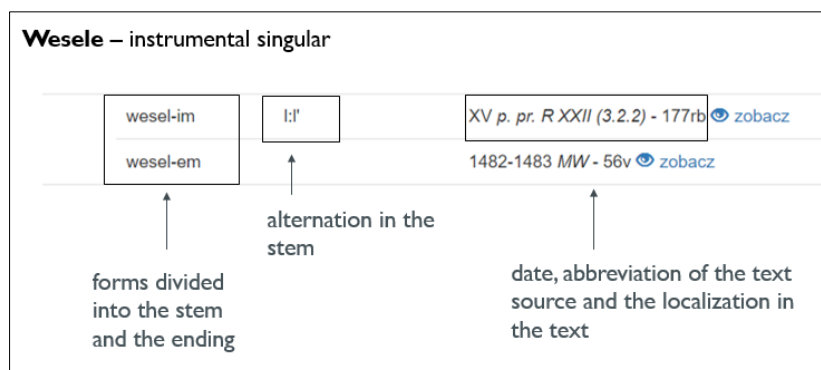 Wesele – instrumental singular
wesel-im l:l' XV p. pr. R XXII (3.2.2) - 177rb zobacz
wesel-em 1482-1483 MW - 56v zobacz
alternation in the
stem
forms divided
into the stem
and the ending
date, abbreviation of the text
source and the localization in
the text